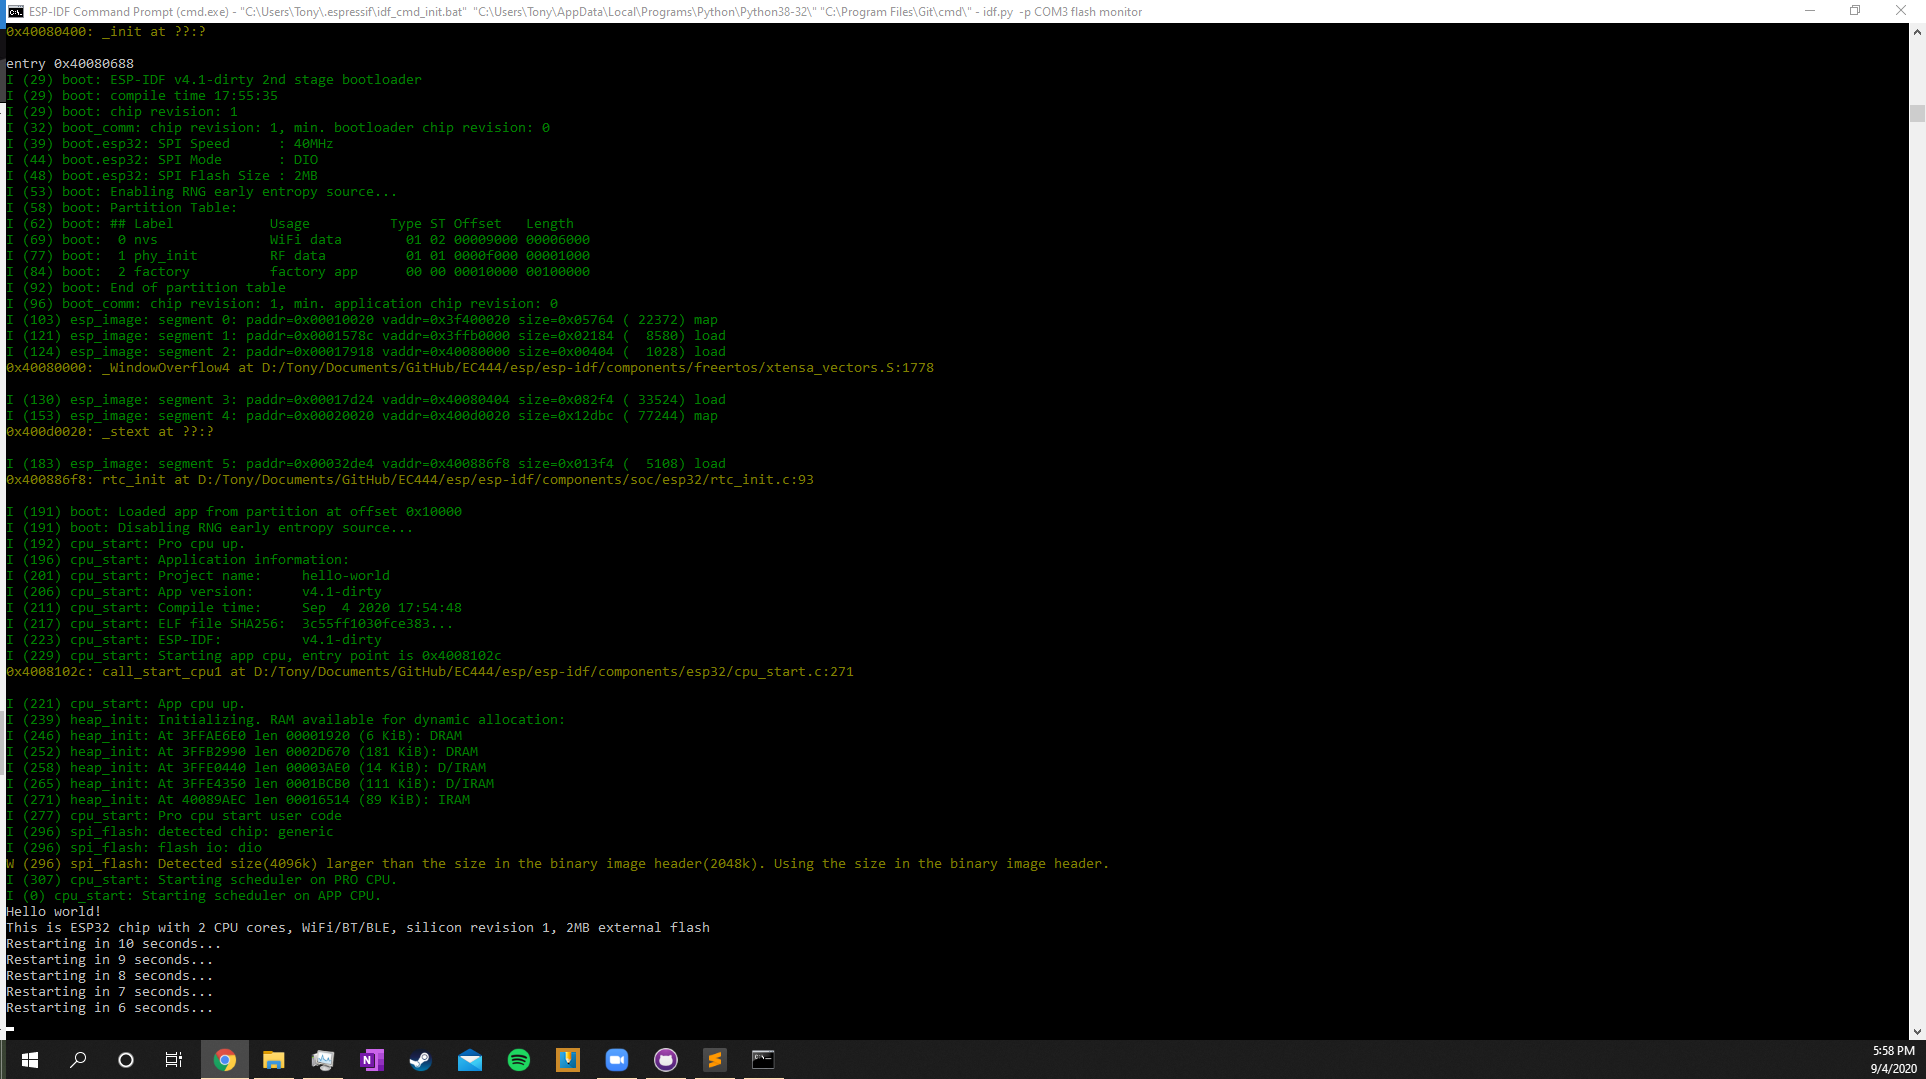 ESP-IDF Command Prompt (cmd.exe) - "C:\Users\Tony\.espressif\idf_cmd_init.bat"  "C:\Users\Tony\AppData\Local\Programs\Python\Python38-32\" "C:\Program Files\Git\cmd\" - idf.py  -p COM3 flash monitor
0x40080400: _init at ??:?
entry 0x40080688
I (29) boot: ESP-IDF v4.1-dirty 2nd stage bootloader
I (29) boot: compile time 17:55:35
I (29) boot: chip revision: 1
I (32) boot_comm: chip revision: 1, min. bootloader chip revision: 0
I (39) boot.esp32: SPI Speed      : 40MHz
I (44) boot.esp32: SPI Mode       : DIO
I (48) boot.esp32: SPI Flash Size : 2MB
I (53) boot: Enabling RNG early entropy source...
I (58) boot: Partition Table:
I (62) boot: ## Label            Usage          Type ST Offset   Length
I (69) boot:  0 nvs              WiFi data        01 02 00009000 00006000
I (77) boot:  1 phy_init         RF data          01 01 0000f000 00001000
I (84) boot:  2 factory          factory app      00 00 00010000 00100000
I (92) boot: End of partition table
I (96) boot_comm: chip revision: 1, min. application chip revision: 0
I (103) esp_image: segment 0: paddr=0x00010020 vaddr=0x3f400020 size=0x05764 ( 22372) map
I (121) esp_image: segment 1: paddr=0x0001578c vaddr=0x3ffb0000 size=0x02184 (  8580) load
I (124) esp_image: segment 2: paddr=0x00017918 vaddr=0x40080000 size=0x00404 (  1028) load
0x40080000: _WindowOverflow4 at D:/Tony/Documents/GitHub/EC444/esp/esp-idf/components/freertos/xtensa_vectors.S:1778
I (130) esp_image: segment 3: paddr=0x00017d24 vaddr=0x40080404 size=0x082f4 ( 33524) load
I (153) esp_image: segment 4: paddr=0x00020020 vaddr=0x400d0020 size=0x12dbc ( 77244) map
0x400d0020: _stext at ??:?
I (183) esp_image: segment 5: paddr=0x00032de4 vaddr=0x400886f8 size=0x013f4 (  5108) load
0x400886f8: rtc_init at D:/Tony/Documents/GitHub/EC444/esp/esp-idf/components/soc/esp32/rtc_init.c:93
I (191) boot: Loaded app from partition at offset 0x10000
I (191) boot: Disabling RNG early entropy source...
I (192) cpu_start: Pro cpu up.
I (196) cpu_start: Application information:
I (201) cpu_start: Project name:     hello-world
I (206) cpu_start: App version:      v4.1-dirty
I (211) cpu_start: Compile time:     Sep  4 2020 17:54:48
I (217) cpu_start: ELF file SHA256:  3c55ff1030fce383...
I (223) cpu_start: ESP-IDF:          v4.1-dirty
I (229) cpu_start: Starting app cpu, entry point is 0x4008102c
0x4008102c: call_start_cpu1 at D:/Tony/Documents/GitHub/EC444/esp/esp-idf/components/esp32/cpu_start.c:271
I (221) cpu_start: App cpu up.
I (239) heap_init: Initializing. RAM available for dynamic allocation:
I (246) heap_init: At 3FFAE6E0 len 00001920 (6 KiB): DRAM
I (252) heap_init: At 3FFB2990 len 0002D670 (181 KiB): DRAM
I (258) heap_init: At 3FFE0440 len 00003AE0 (14 KiB): D/IRAM
I (265) heap_init: At 3FFE4350 len 0001BCB0 (111 KiB): D/IRAM
I (271) heap_init: At 40089AEC len 00016514 (89 KiB): IRAM
I (277) cpu_start: Pro cpu start user code
I (296) spi_flash: detected chip: generic
I (296) spi_flash: flash io: dio
W (296) spi_flash: Detected size(4096k) larger than the size in the binary image header(2048k). Using the size in the binary image header.
I (307) cpu_start: Starting scheduler on PRO CPU.
I (0) cpu_start: Starting scheduler on APP CPU.
Hello world!
This is ESP32 chip with 2 CPU cores, WiFi/BT/BLE, silicon revision 1, 2MB external flash
Restarting in 10 seconds...
Restarting in 9 seconds...
Restarting in 8 seconds...
Restarting in 7 seconds...
Restarting in 6 seconds...
5:58 PM
9/4/2020